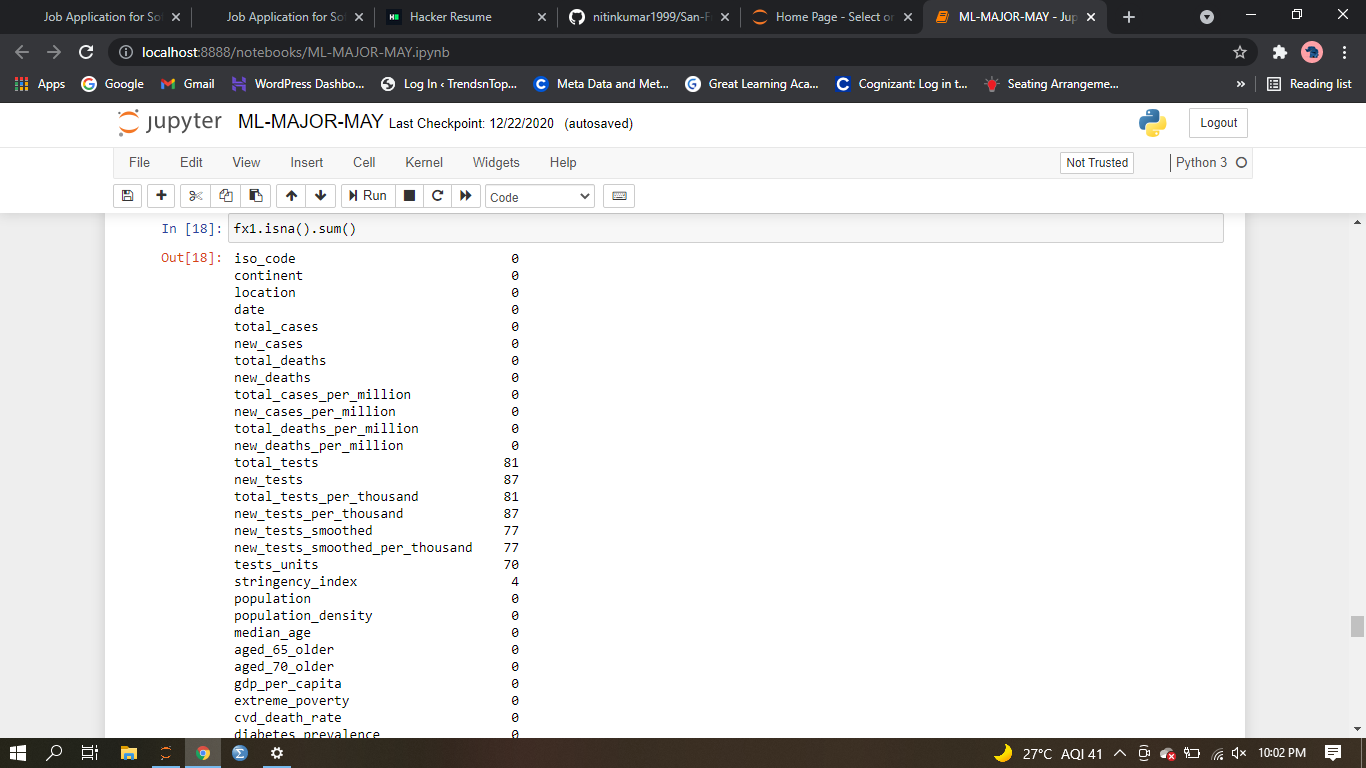 Job Application for Sof
Job Application for Sof
Hacker Resume
nitinkumar1999/San-F
Home Page - Select or
ML-MAJOR-MAY - Jup
localhost:8888/notebooks/ML-MAJOR-MAY.ipynb
Apps
Google
Gmail
WordPress Dashbo...
Log In ‹ TrendsnTop...
Meta Data and Met...
Great Learning Aca...
Cognizant: Log in t...
Seating Arrangeme...
»
Reading list
jupyter ML-MAJOR-MAY Last Checkpoint: 12/22/2020 (autosaved)
Logout
File Edit View Insert Cell Kernel Widgets Help
Not Trusted
Python 3
Run
Code
In [18]: fx1.isna().sum()
Out[18]: iso_code 0
continent 0
location 0
date 0
total_cases 0
new_cases 0
total_deaths 0
new_deaths 0
total_cases_per_million 0
new_cases_per_million 0
total_deaths_per_million 0
new_deaths_per_million 0
total_tests 81
new_tests 87
total_tests_per_thousand 81
new_tests_per_thousand 87
new_tests_smoothed 77
new_tests_smoothed_per_thousand 77
tests_units 70
stringency_index 4
population 0
population_density 0
median_age 0
aged_65_older 0
aged_70_older 0
gdp_per_capita 0
extreme_poverty 0
cvd_death_rate 0
diabetes_prevalence 0
27°C AQI 41
10:02 PM